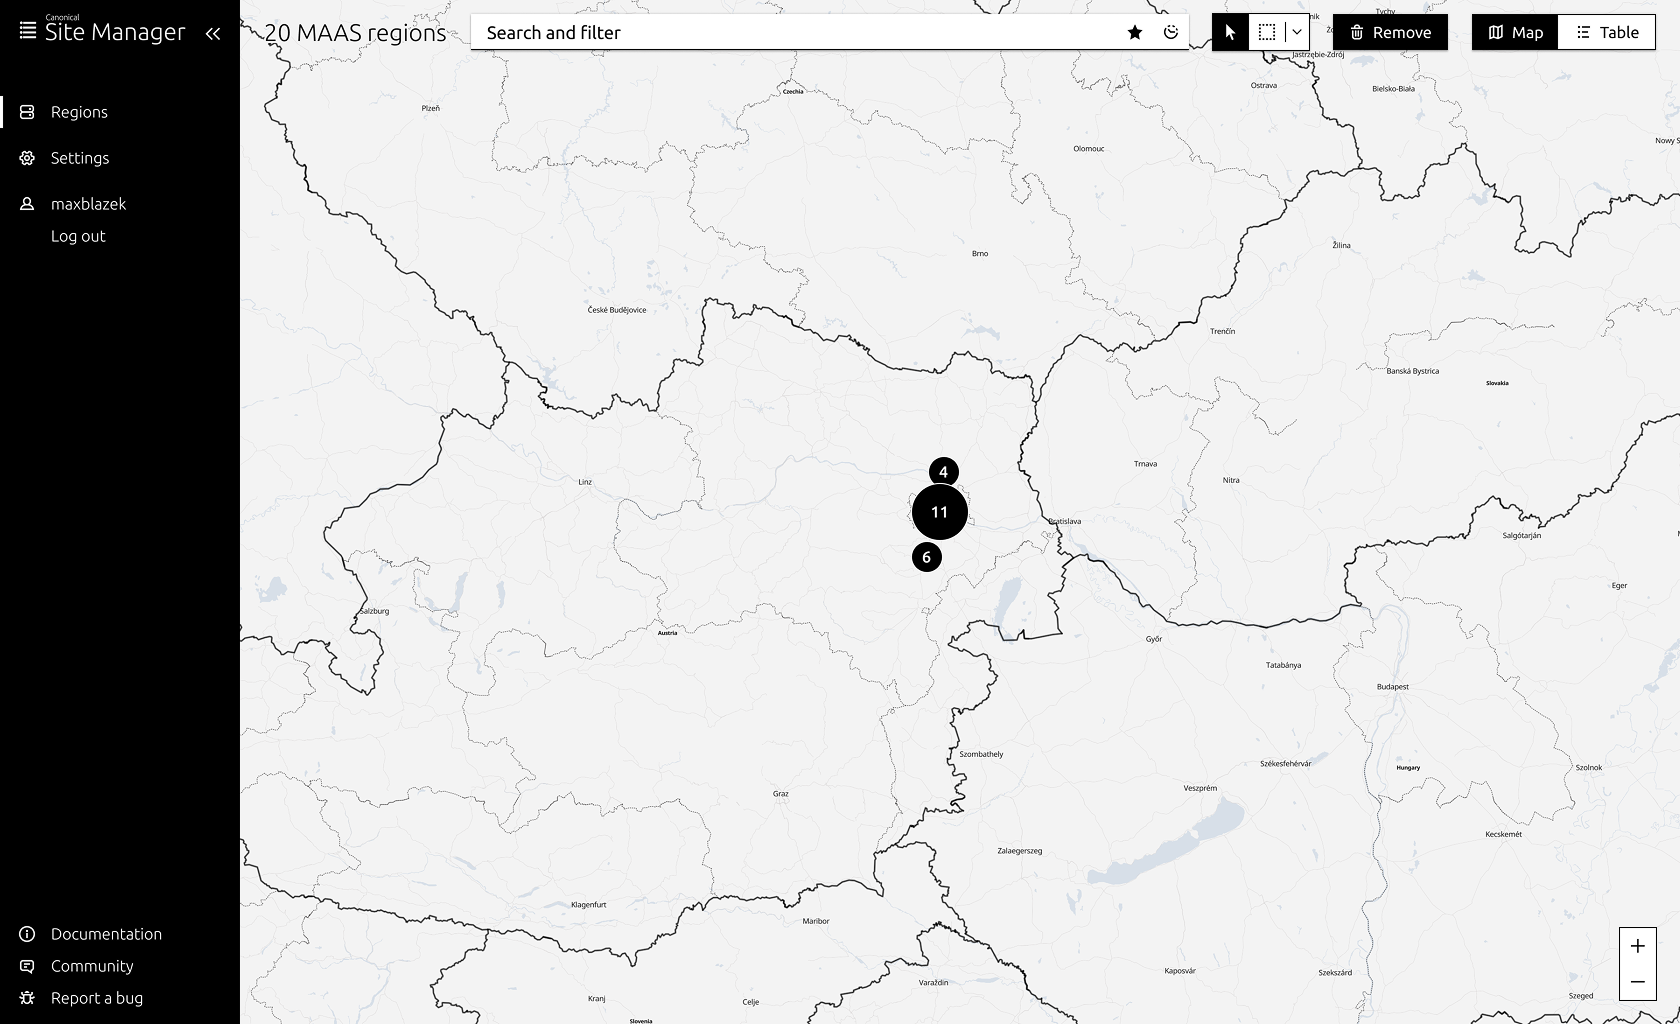 Canonical
Site Manager
Regions
Settings
maxblazek
Log out
Documentation
Community
Report a bug
20 MAAS regions
Search and filter
Remove
Map
Table
Tychy
Jastrzębie-Zdrój
Ostrava
Bielsko-Biała
Czechia
Plzeň
Olomouc
Nowy S
Žilina
Brno
České Budějovice
Trenčín
Banská Bystrica
Slovakia
4
Trnava
Linz
Nitra
11
Bratislava
Salgótarján
6
Eger
Salzburg
Austria
Győr
Tatabánya
Budapest
Szombathely
Székesfehérvár
Hungary
Szolnok
Veszprém
Graz
Kecskemét
Zalaegerszeg
Klagenfurt
Maribor
Kaposvár
Szekszárd
Varaždin
Kranj
Celje
Szeged
Slovenia
+
−